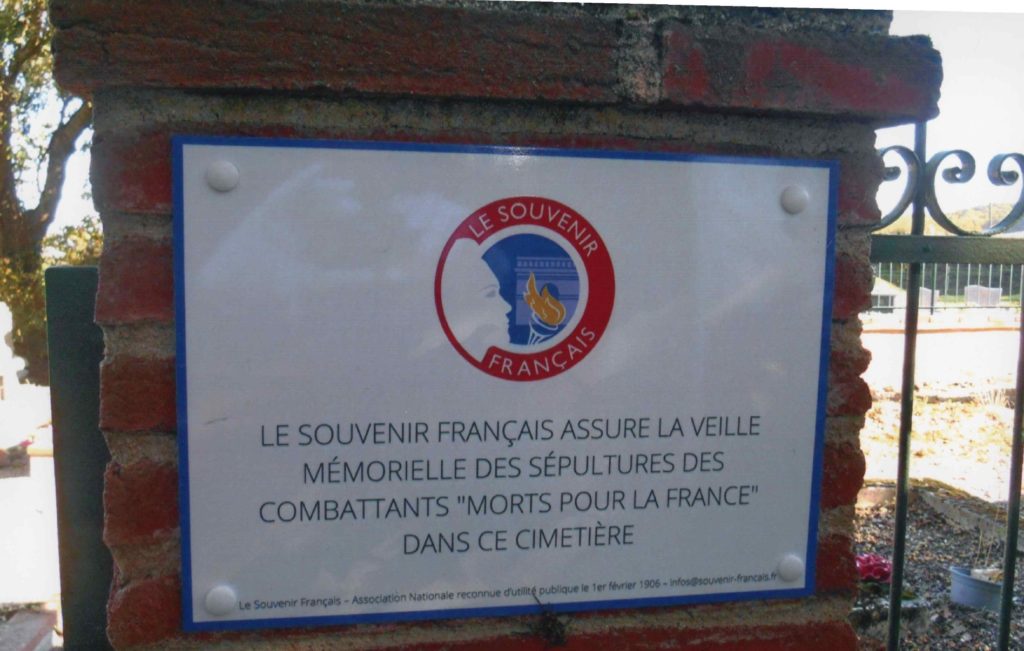 LE SOUVENIR
FRANÇAIS
LE SOUVENIR FRANÇAIS ASSURE LA VEILLE
MÉMORIELLE DES SÉPULTURES DES
COMBATTANTS "MORTS POUR LA FRANCE"
DANS CE CIMETIÈRE
Le Souvenir Français – Association Nationale reconnue d'utilité publique le 1er février 1906 – infos@souvenir-francais.fr